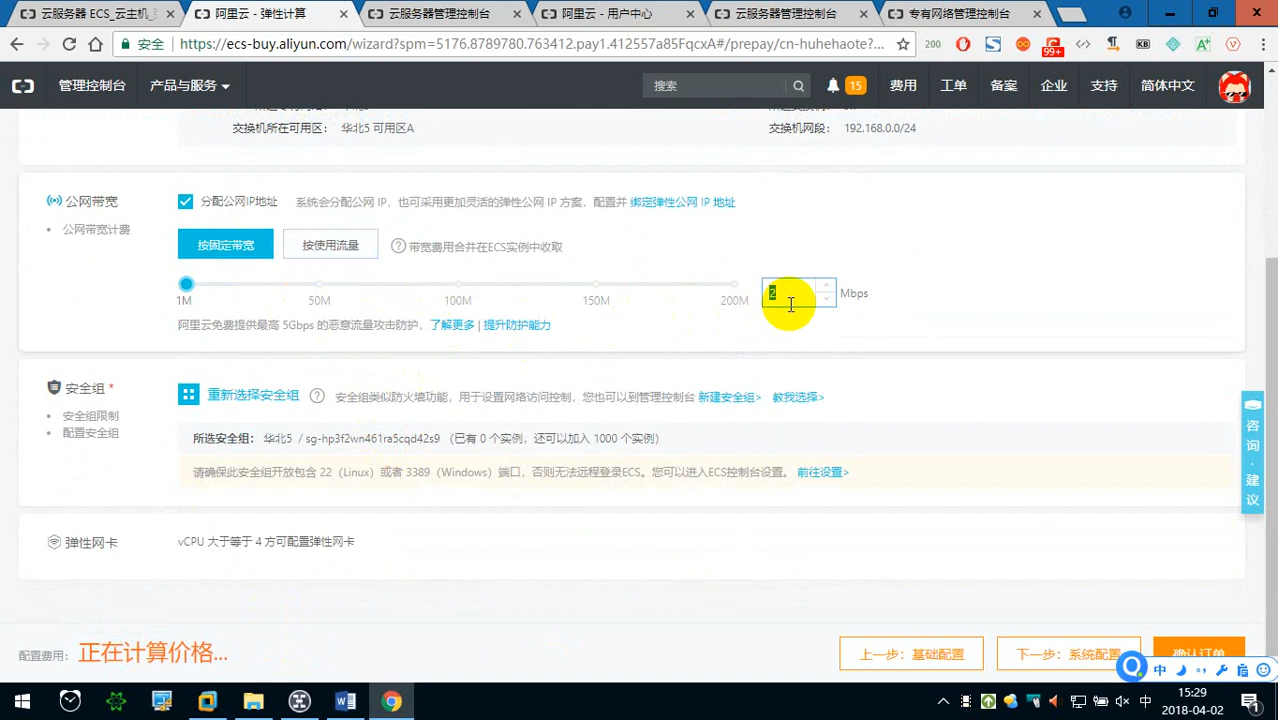 云服务器 ECS_云主机_
阿里云 - 弹性计算
云服务器管理控制台
阿里云 - 用户中心
云服务器管理控制台
专有网络管理控制台
安全
https://ecs-buy.aliyun.com/wizard?spm=5176.8789780.763412.pay1.412557a85FqcxA#/prepay/cn-huhehaote?...
200
99+
KB
管理控制台
产品与服务
搜索
15
费用
工单
备案
企业
支持
简体中文
交换机所在可用区： 华北5 可用区A
交换机网段： 192.168.0.0/24
公网带宽
分配公网IP地址
系统会分配公网 IP，也可采用更加灵活的弹性公网 IP 方案，配置并 绑定弹性公网 IP 地址
公网带宽计费
按固定带宽
按使用流量
带宽费用合并在ECS实例中收取
2
Mbps
1M
50M
100M
150M
200M
阿里云免费提供最高 5Gbps 的恶意流量攻击防护，了解更多 | 提升防护能力
安全组 *
重新选择安全组
安全组类似防火墙功能，用于设置网络访问控制，您也可以到管理控制台 新建安全组> 教我选择>
安全组限制
配置安全组
所选安全组： 华北5 / sg-hp3f2wn461ra5cqd42s9 (已有 0 个实例，还可以加入 1000 个实例)
请确保此安全组开放包含 22（Linux）或者 3389（Windows）端口，否则无法远程登录ECS。您可以进入ECS控制台设置。 前往设置>
咨询·建议
弹性网卡
vCPU 大于等于 4 方可配置弹性网卡
配置费用：
正在计算价格...
上一步：基础配置
下一步：系统配置
确认订单
中
中
15:29
2018-04-02
1